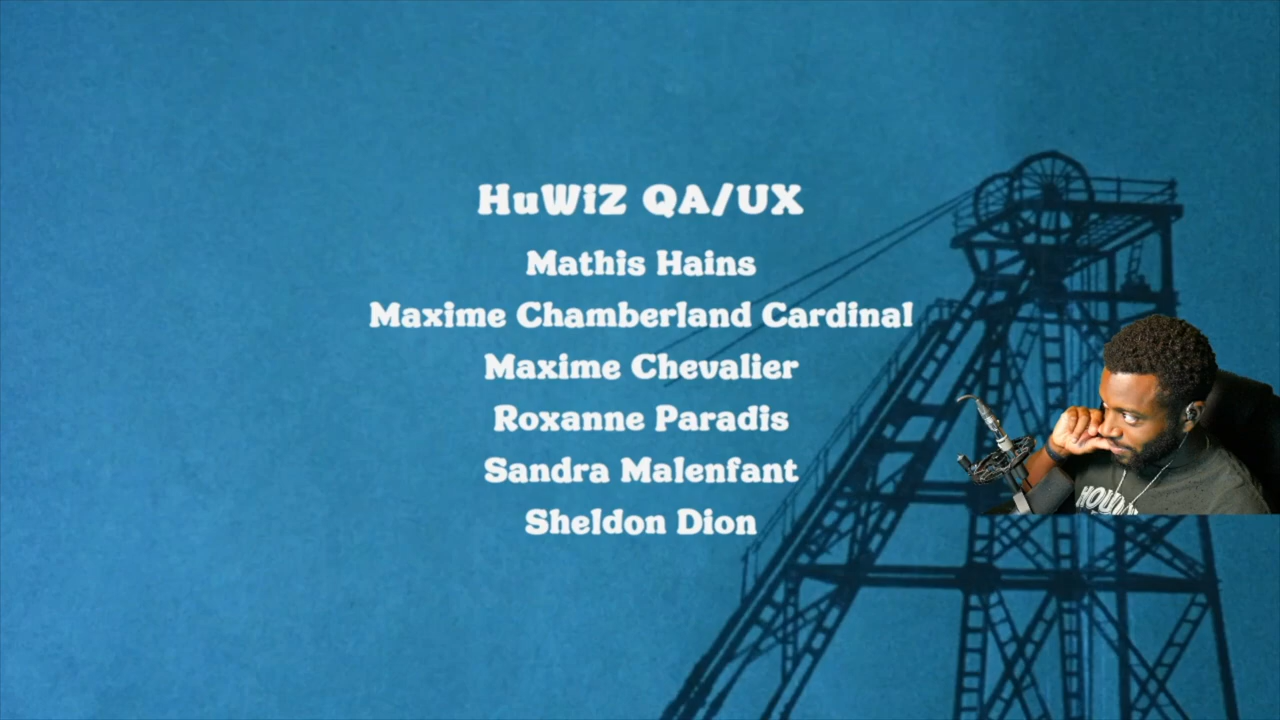 HuWiZ QA/UX
Mathis Hains
Maxime Chamberland Cardinal
Maxime Chevalier
Roxanne Paradis
Sandra Malenfant
Sheldon Dion